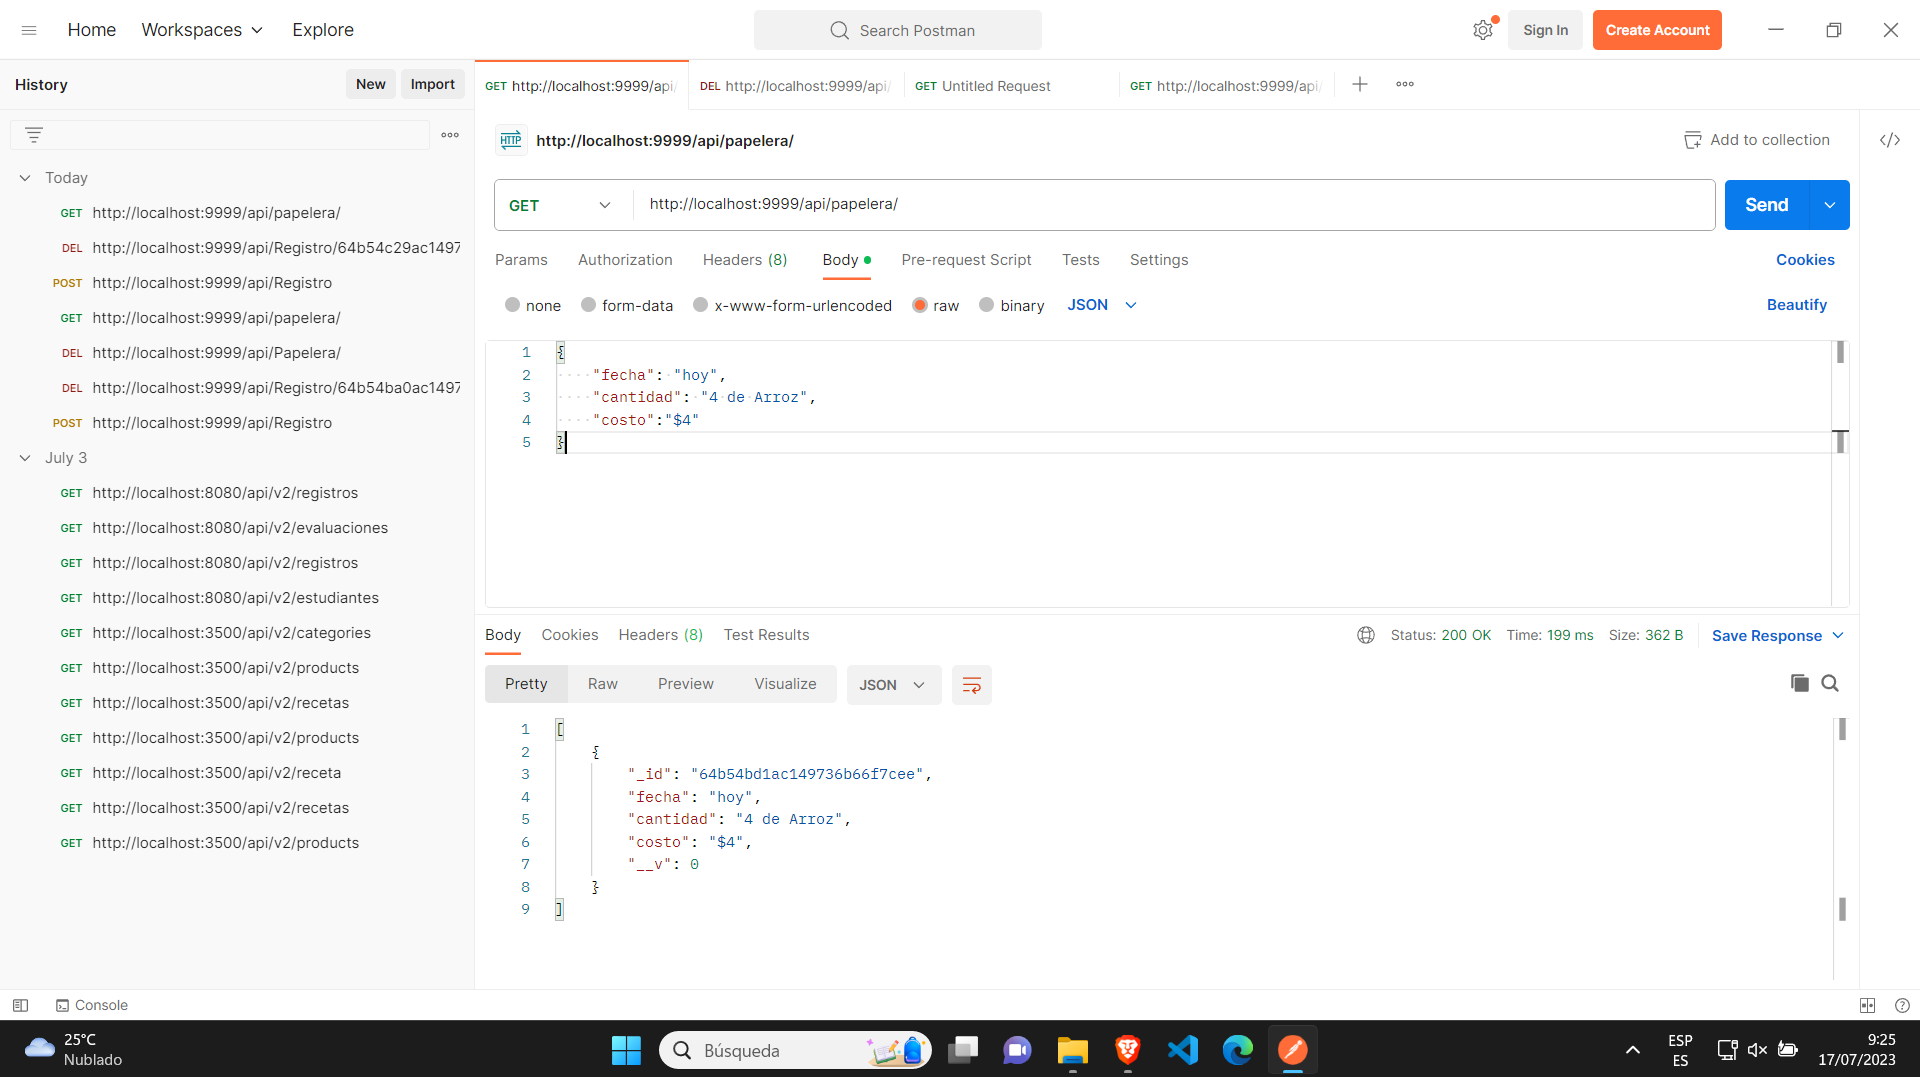 Home Workspaces Explore
Search Postman
Sign In Create Account
History New Import
GET http://localhost:9999/api/
DEL http://localhost:9999/api/
GET Untitled Request
GET http://localhost:9999/api/
HTTP http://localhost:9999/api/papelera/
Add to collection
Today
GET http://localhost:9999/api/papelera/
DEL http://localhost:9999/api/Registro/64b54c29ac1497
POST http://localhost:9999/api/Registro
GET http://localhost:9999/api/papelera/
DEL http://localhost:9999/api/Papelera/
DEL http://localhost:9999/api/Registro/64b54ba0ac1497
POST http://localhost:9999/api/Registro
July 3
GET http://localhost:8080/api/v2/registros
GET http://localhost:8080/api/v2/evaluaciones
GET http://localhost:8080/api/v2/registros
GET http://localhost:8080/api/v2/estudiantes
GET http://localhost:3500/api/v2/categories
GET http://localhost:3500/api/v2/products
GET http://localhost:3500/api/v2/recetas
GET http://localhost:3500/api/v2/products
GET http://localhost:3500/api/v2/receta
GET http://localhost:3500/api/v2/recetas
GET http://localhost:3500/api/v2/products
GET http://localhost:9999/api/papelera/ Send
Params Authorization Headers (8) Body Pre-request Script Tests Settings Cookies
none form-data x-www-form-urlencoded raw binary JSON Beautify
1 {
2 "fecha": "hoy",
3 "cantidad": "4 de Arroz",
4 "costo":"$4"
5 }
Body Cookies Headers (8) Test Results
Status: 200 OK Time: 199 ms Size: 362 B Save Response
Pretty Raw Preview Visualize JSON
1 [
2 {
3 "_id": "64b54bd1ac149736b66f7cee",
4 "fecha": "hoy",
5 "cantidad": "4 de Arroz",
6 "costo": "$4",
7 "__v": 0
8 }
9 ]
Console
25°C
Nublado
Búsqueda
ESP
ES
9:25
17/07/2023